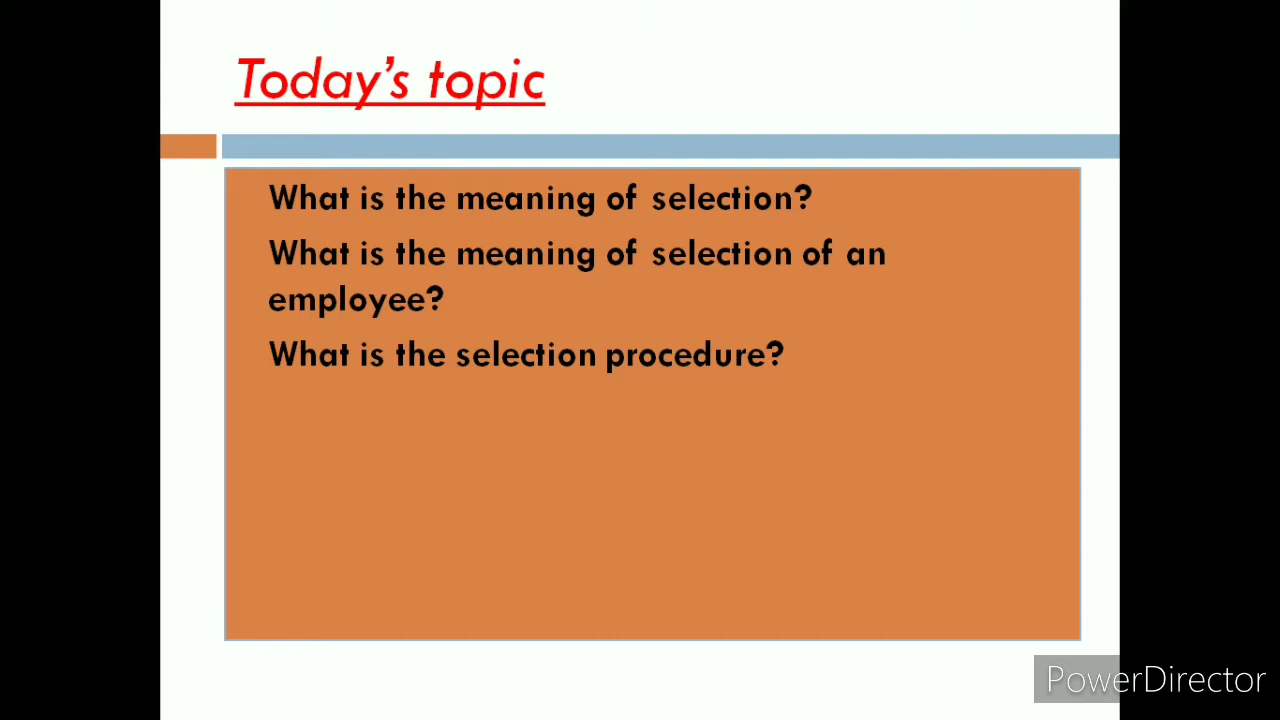 Today's topic
What is the meaning of selection?
What is the meaning of selection of an
employee?
What is the selection procedure?
PowerDirector